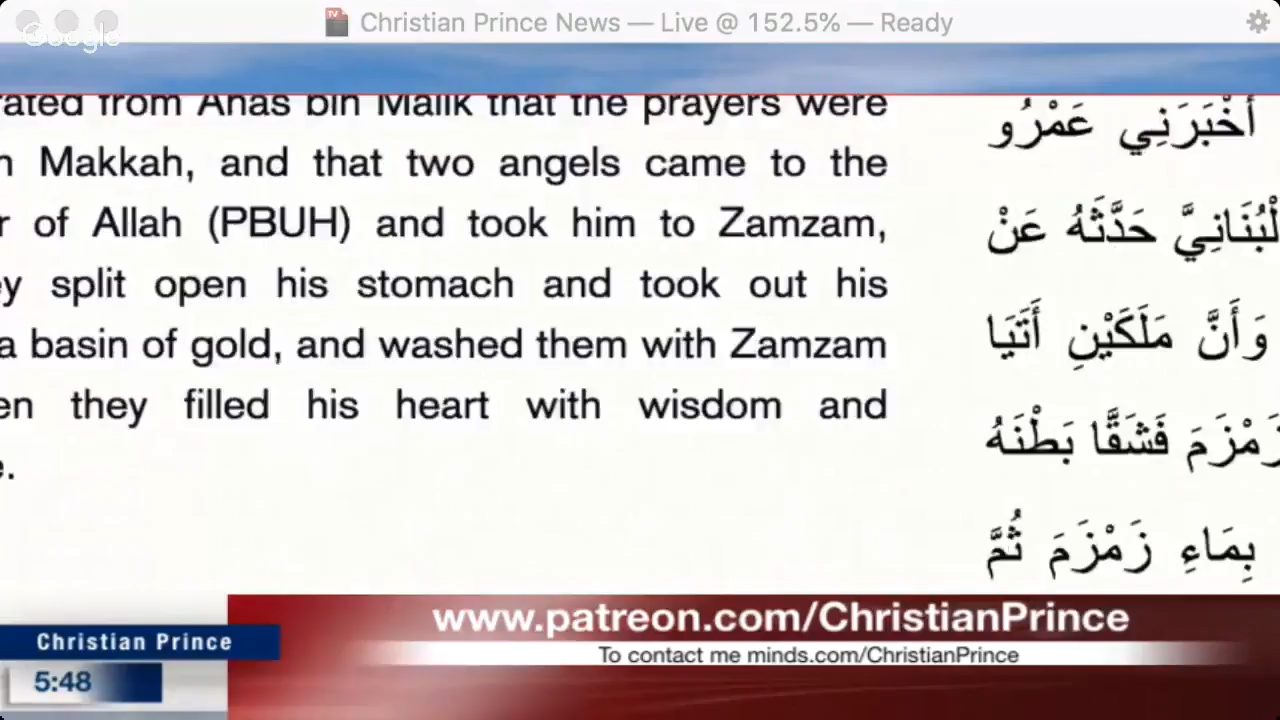 Christian Prince News — Live @ 152.5% — Ready
Google
rated from Anas bin Malik that the prayers were
Makkah, and that two angels came to the
r of Allah (PBUH) and took him to Zamzam,
ey split open his stomach and took out his
a basin of gold, and washed them with Zamzam
en they filled his heart with wisdom and
e.
أَخْبَرَنِي عَمْرُو
لْبُنَانِيَّ حَدَّثَهُ عَنْ
وَأَنَّ مَلَكَيْنِ أَتَيَا
زَمْزَمَ فَشَقَّا بَطْنَهُ
بِمَاءِ زَمْزَمَ ثُمَّ
www.patreon.com/ChristianPrince
To contact me minds.com/ChristianPrince
Christian Prince
5:48